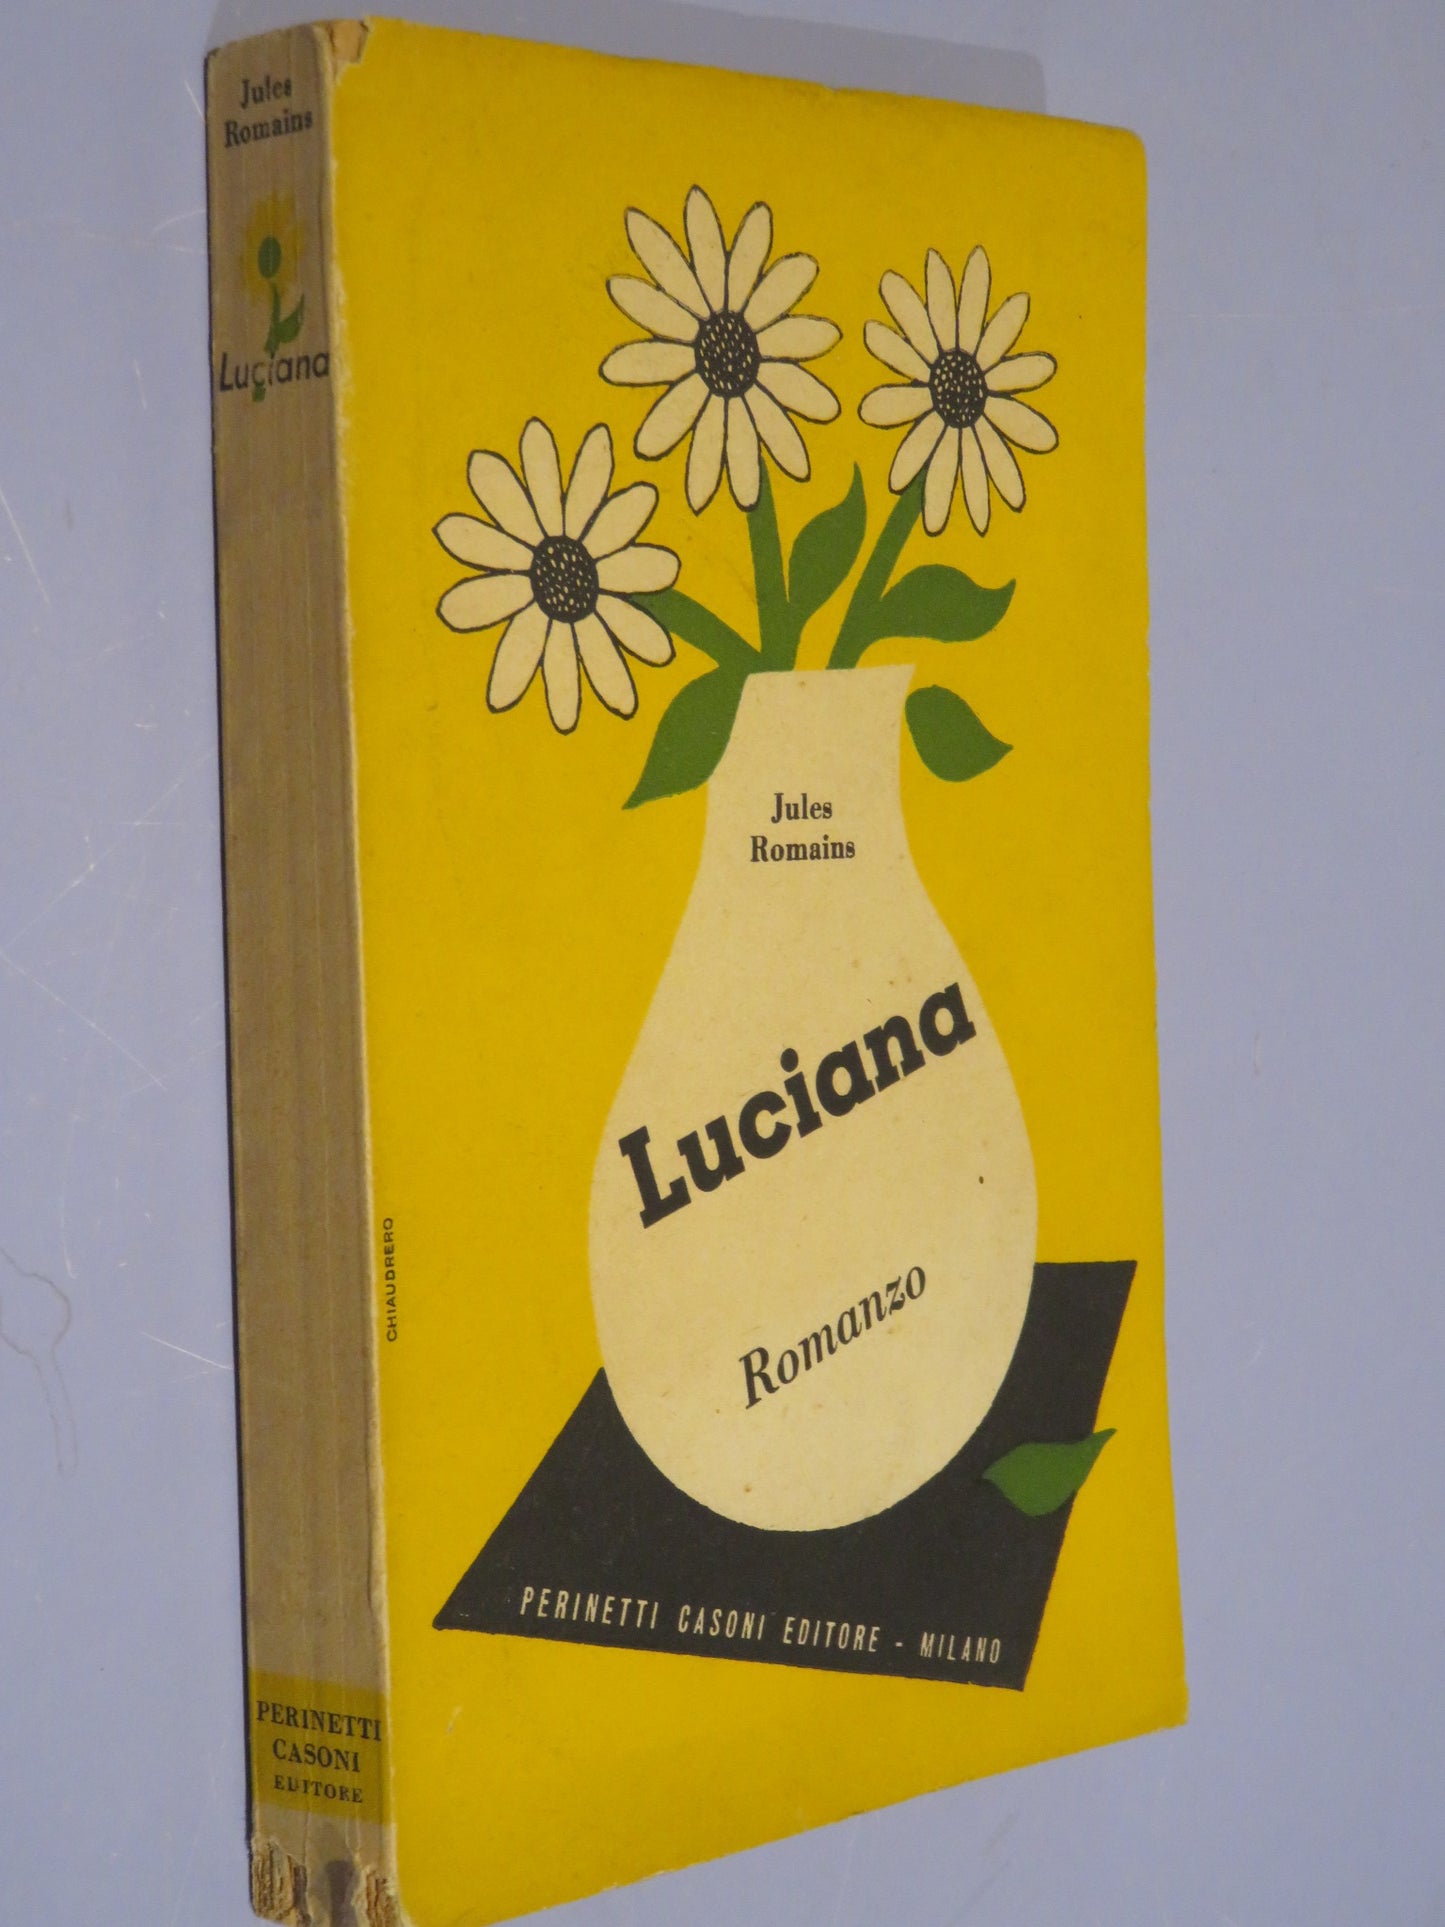 Jules
Romains
Luciana
PERINETTI
CASONI
EDITORE
Jules
Romains
Luciana
Romanzo
CHIAUDRERO
PERINETTI CASONI EDITORE - MILANO